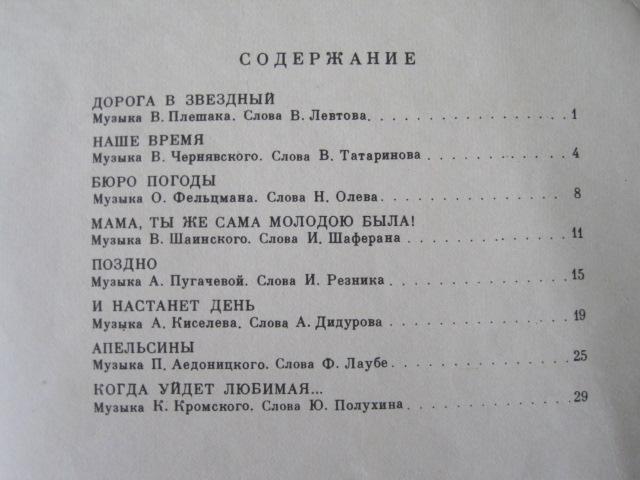 СОДЕРЖАНИЕ
ДОРОГА В ЗВЕЗДНЫЙ
Музыка В. Плешака. Слова В. Левтова. . . . . . . . . . . . . . . . 1
НАШЕ ВРЕМЯ
Музыка В. Чернявского. Слова В. Татаринова . . . . . . . . . . . 4
БЮРО ПОГОДЫ
Музыка О. Фельцмана. Слова Н. Олева. . . . . . . . . . . . . . . 8
МАМА, ТЫ ЖЕ САМА МОЛОДОЮ БЫЛА!
Музыка В. Шаинского. Слова И. Шаферана . . . . . . . . . . . . 11
ПОЗДНО
Музыка А. Пугачевой. Слова И. Резника . . . . . . . . . . . . . . 15
И НАСТАНЕТ ДЕНЬ
Музыка А. Киселева. Слова А. Дидурова . . . . . . . . . . . . . . 19
АПЕЛЬСИНЫ
Музыка П. Аедоницкого. Слова Ф. Лаубе . . . . . . . . . . . . . . 25
КОГДА УЙДЕТ ЛЮБИМАЯ...
Музыка К. Кромского. Слова Ю. Полухина . . . . . . . . . . . . . 29